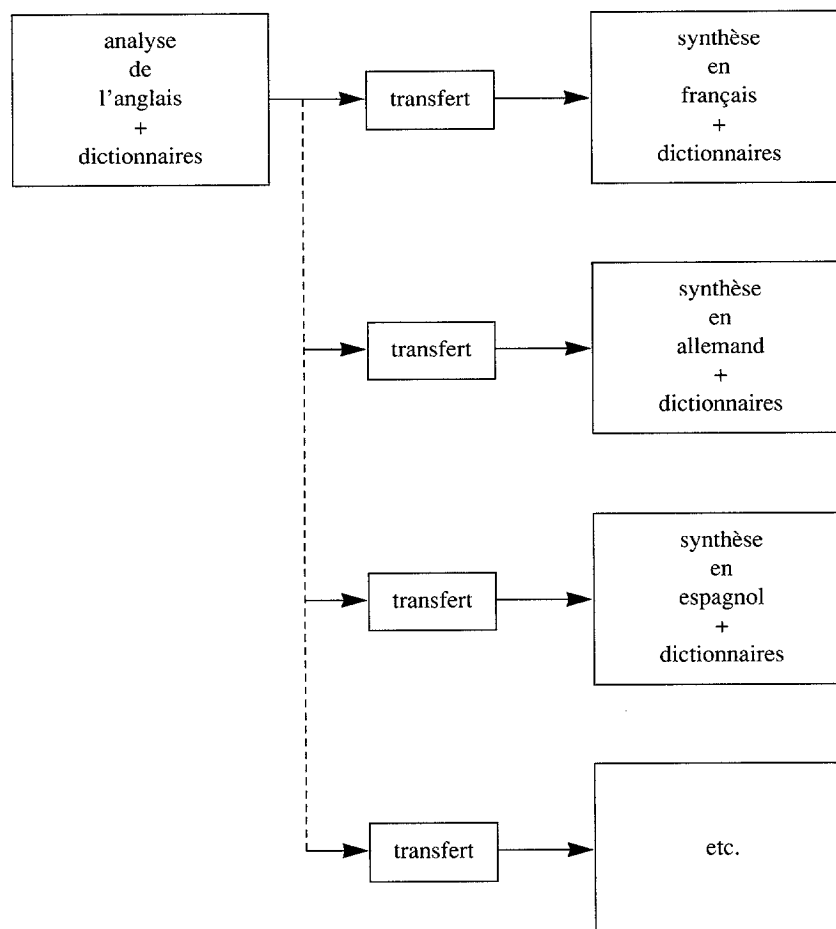 analyse
de
l'anglais
+
dictionnaires
transfert
synthèse
en
français
+
dictionnaires
transfert
synthèse
en
allemand
+
dictionnaires
transfert
synthèse
en
espagnol
+
dictionnaires
transfert
etc.